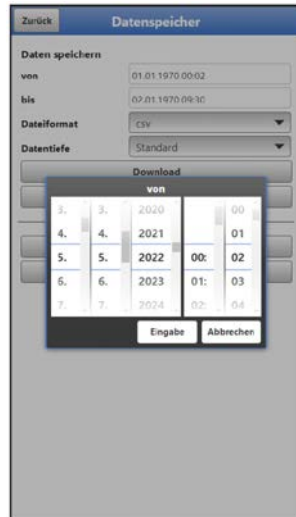 Zurück Datenspeicher
Daten speichern
von 01.01.1970 00:02
bis 02.01.1970 09:30
Dateiformat csv
Datentiefe Standard
Download
von
3. 3. 2020 00
4. 4. 2021 01
5. 5. 2022 00: 02
6. 6. 2023 01: 03
7. 7. 2024 02: 04
Eingabe Abbrechen